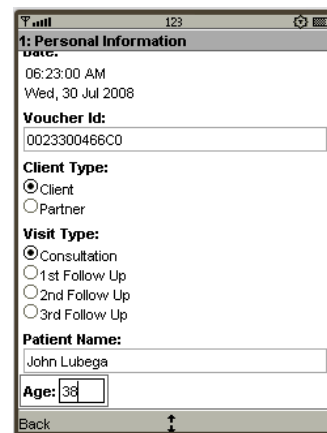 123
1: Personal Information
Date:
06:23:00 AM
Wed, 30 Jul 2008
Voucher Id:
0023300466C0
Client Type:
Client
Partner
Visit Type:
Consultation
1st Follow Up
2nd Follow Up
3rd Follow Up
Patient Name:
John Lubega
Age: 38
Back